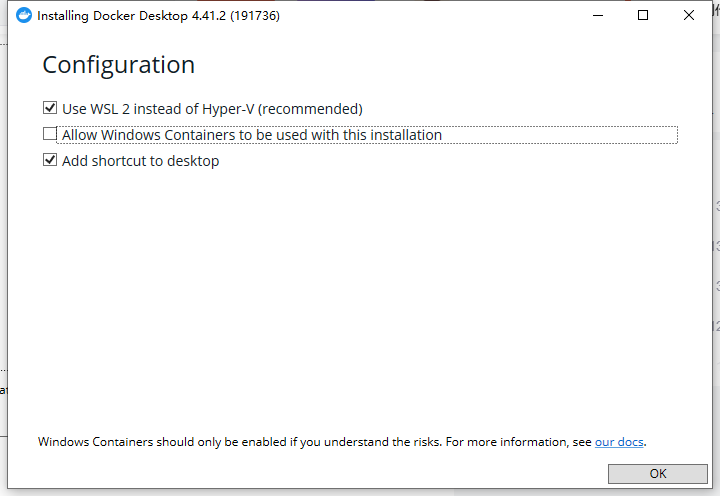 Installing Docker Desktop 4.41.2 (191736)
Configuration
Use WSL 2 instead of Hyper-V (recommended)
Allow Windows Containers to be used with this installation
Add shortcut to desktop
Windows Containers should only be enabled if you understand the risks. For more information, see our docs.
OK